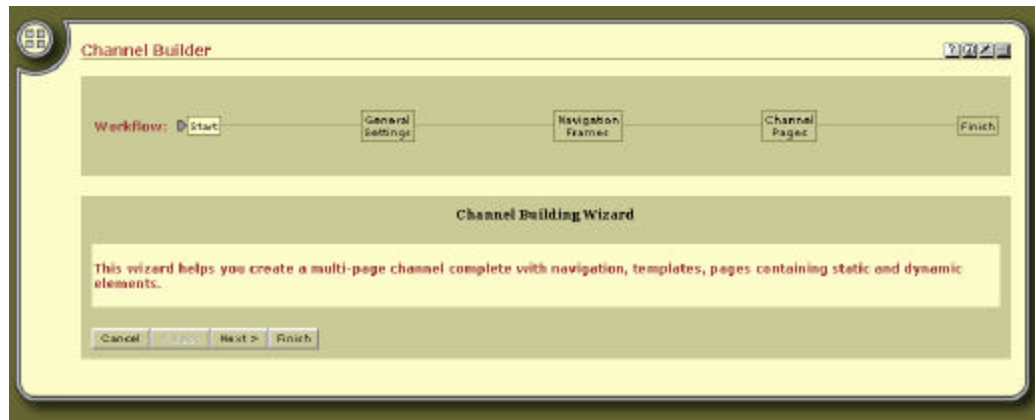 Channel Builder
Workflow: Start
General
Settings
Navigation
Frames
Channel
Pages
Finish
Channel Building Wizard
This wizard helps you create a multi-page channel complete with navigation, templates, pages containing static and dynamic
elements.
Cancel Next > Finish